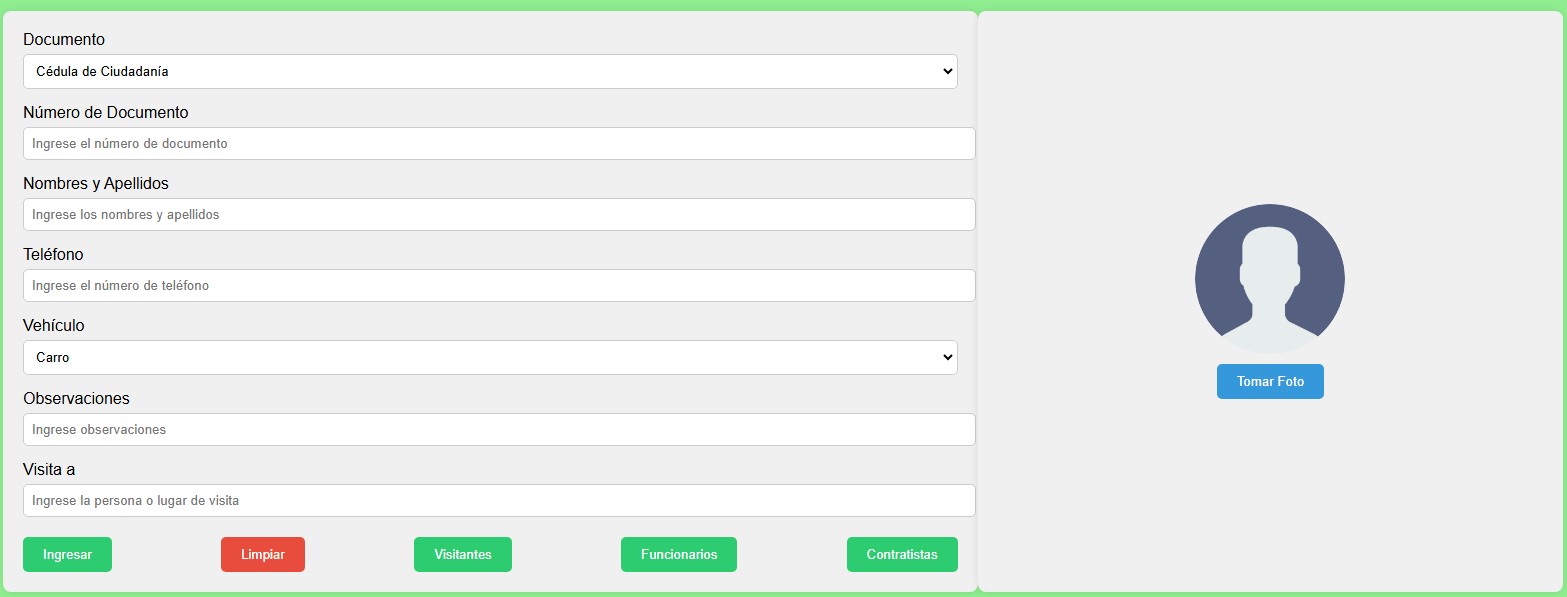 Documento
Cédula de Ciudadanía
Número de Documento
Ingrese el número de documento
Nombres y Apellidos
Ingrese los nombres y apellidos
Teléfono
Ingrese el número de teléfono
Vehículo
Carro
Observaciones
Ingrese observaciones
Visita a
Ingrese la persona o lugar de visita
Ingresar Limpiar Visitantes Funcionarios Contratistas
Tomar Foto